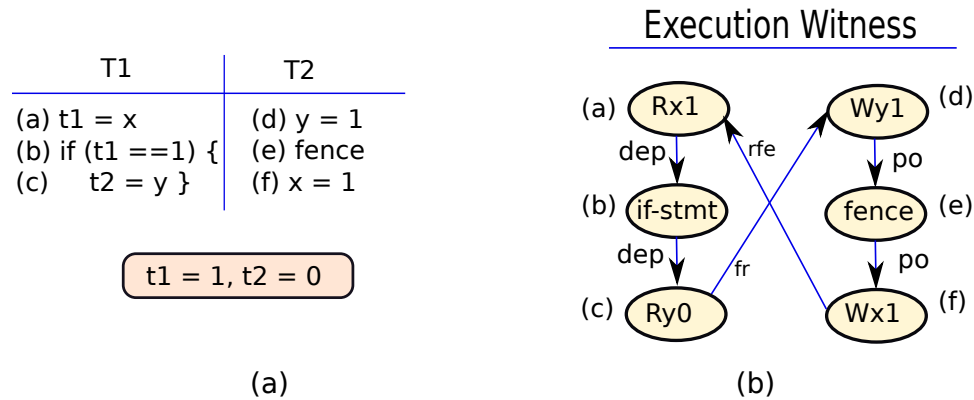 T1 T2
(a) t1 = x (d) y = 1
(b) if (t1 ==1) { (e) fence
(c) t2 = y } (f) x = 1
t1 = 1, t2 = 0
(a)
Execution Witness
(a) Rx1 Wy1 (d)
dep rfe po
(b) if-stmt fence (e)
dep fr po
(c) Ry0 Wx1 (f)
(b)